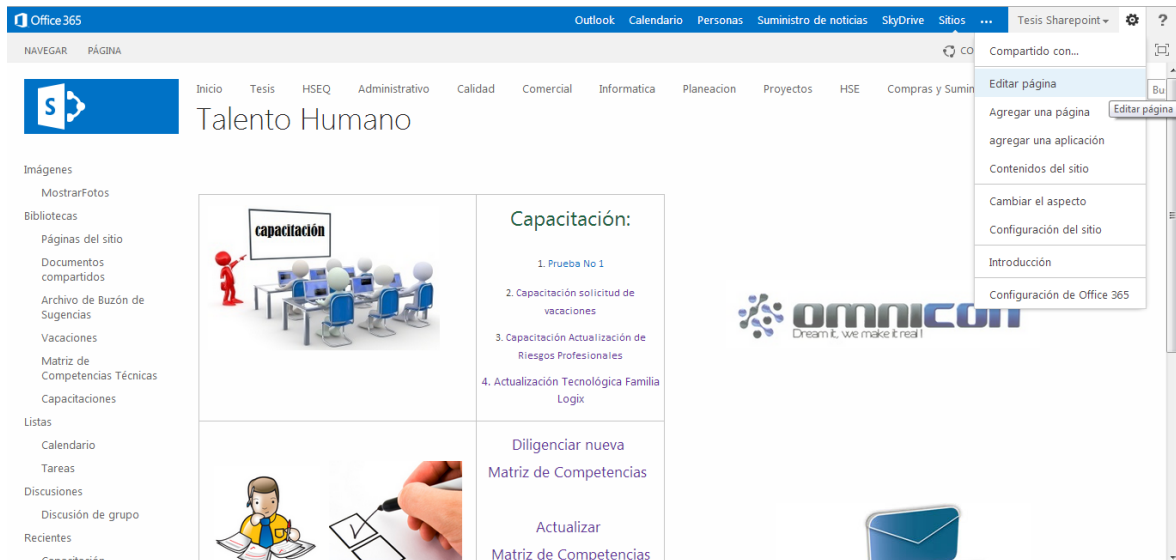 Office 365
Outlook Calendario Personas Suministro de noticias SkyDrive Sitios ••• Tesis Sharepoint ?
NAVEGAR PÁGINA CO
Compartido con...
Editar página
Bu
Editar página
Agregar una página
agregar una aplicación
Contenidos del sitio
Cambiar el aspecto
Configuración del sitio
Introducción
Configuración de Office 365
S
Inicio Tesis HSEQ Administrativo Calidad Comercial Informatica Planeacion Proyectos HSE Compras y Sumin
Talento Humano
Imágenes
MostrarFotos
Bibliotecas
Páginas del sitio
Documentos
compartidos
Archivo de Buzón de
Sugencias
Vacaciones
Matriz de
Competencias Técnicas
Capacitaciones
Listas
Calendario
Tareas
Discusiones
Discusión de grupo
Recientes
Capacitación
capacitación
Capacitación:
1. Prueba No 1
2. Capacitación solicitud de
vacaciones
3. Capacitación Actualización de
Riesgos Profesionales
4. Actualización Tecnológica Familia
Logix
Diligenciar nueva
Matriz de Competencias
Actualizar
Matriz de Competencias
omnicon
Dream it, we make it real!